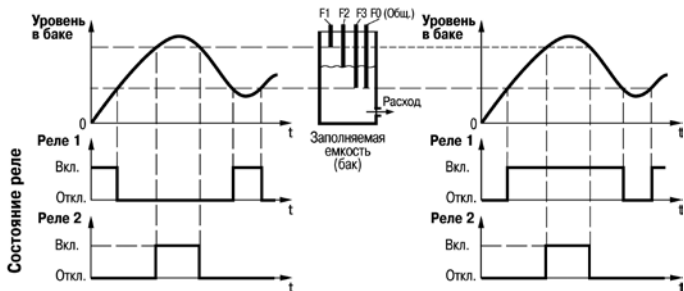 Уровень
в баке
0
t
Реле 1
Вкл.
Откл.
t
Реле 2
Вкл.
Откл.
t
Состояние реле
F1 F2 F3 F0 (Общ.)
Расход
Заполняемая
емкость
(бак)
Уровень
в баке
0
t
Реле 1
Вкл.
Откл.
t
Реле 2
Вкл.
Откл.
t